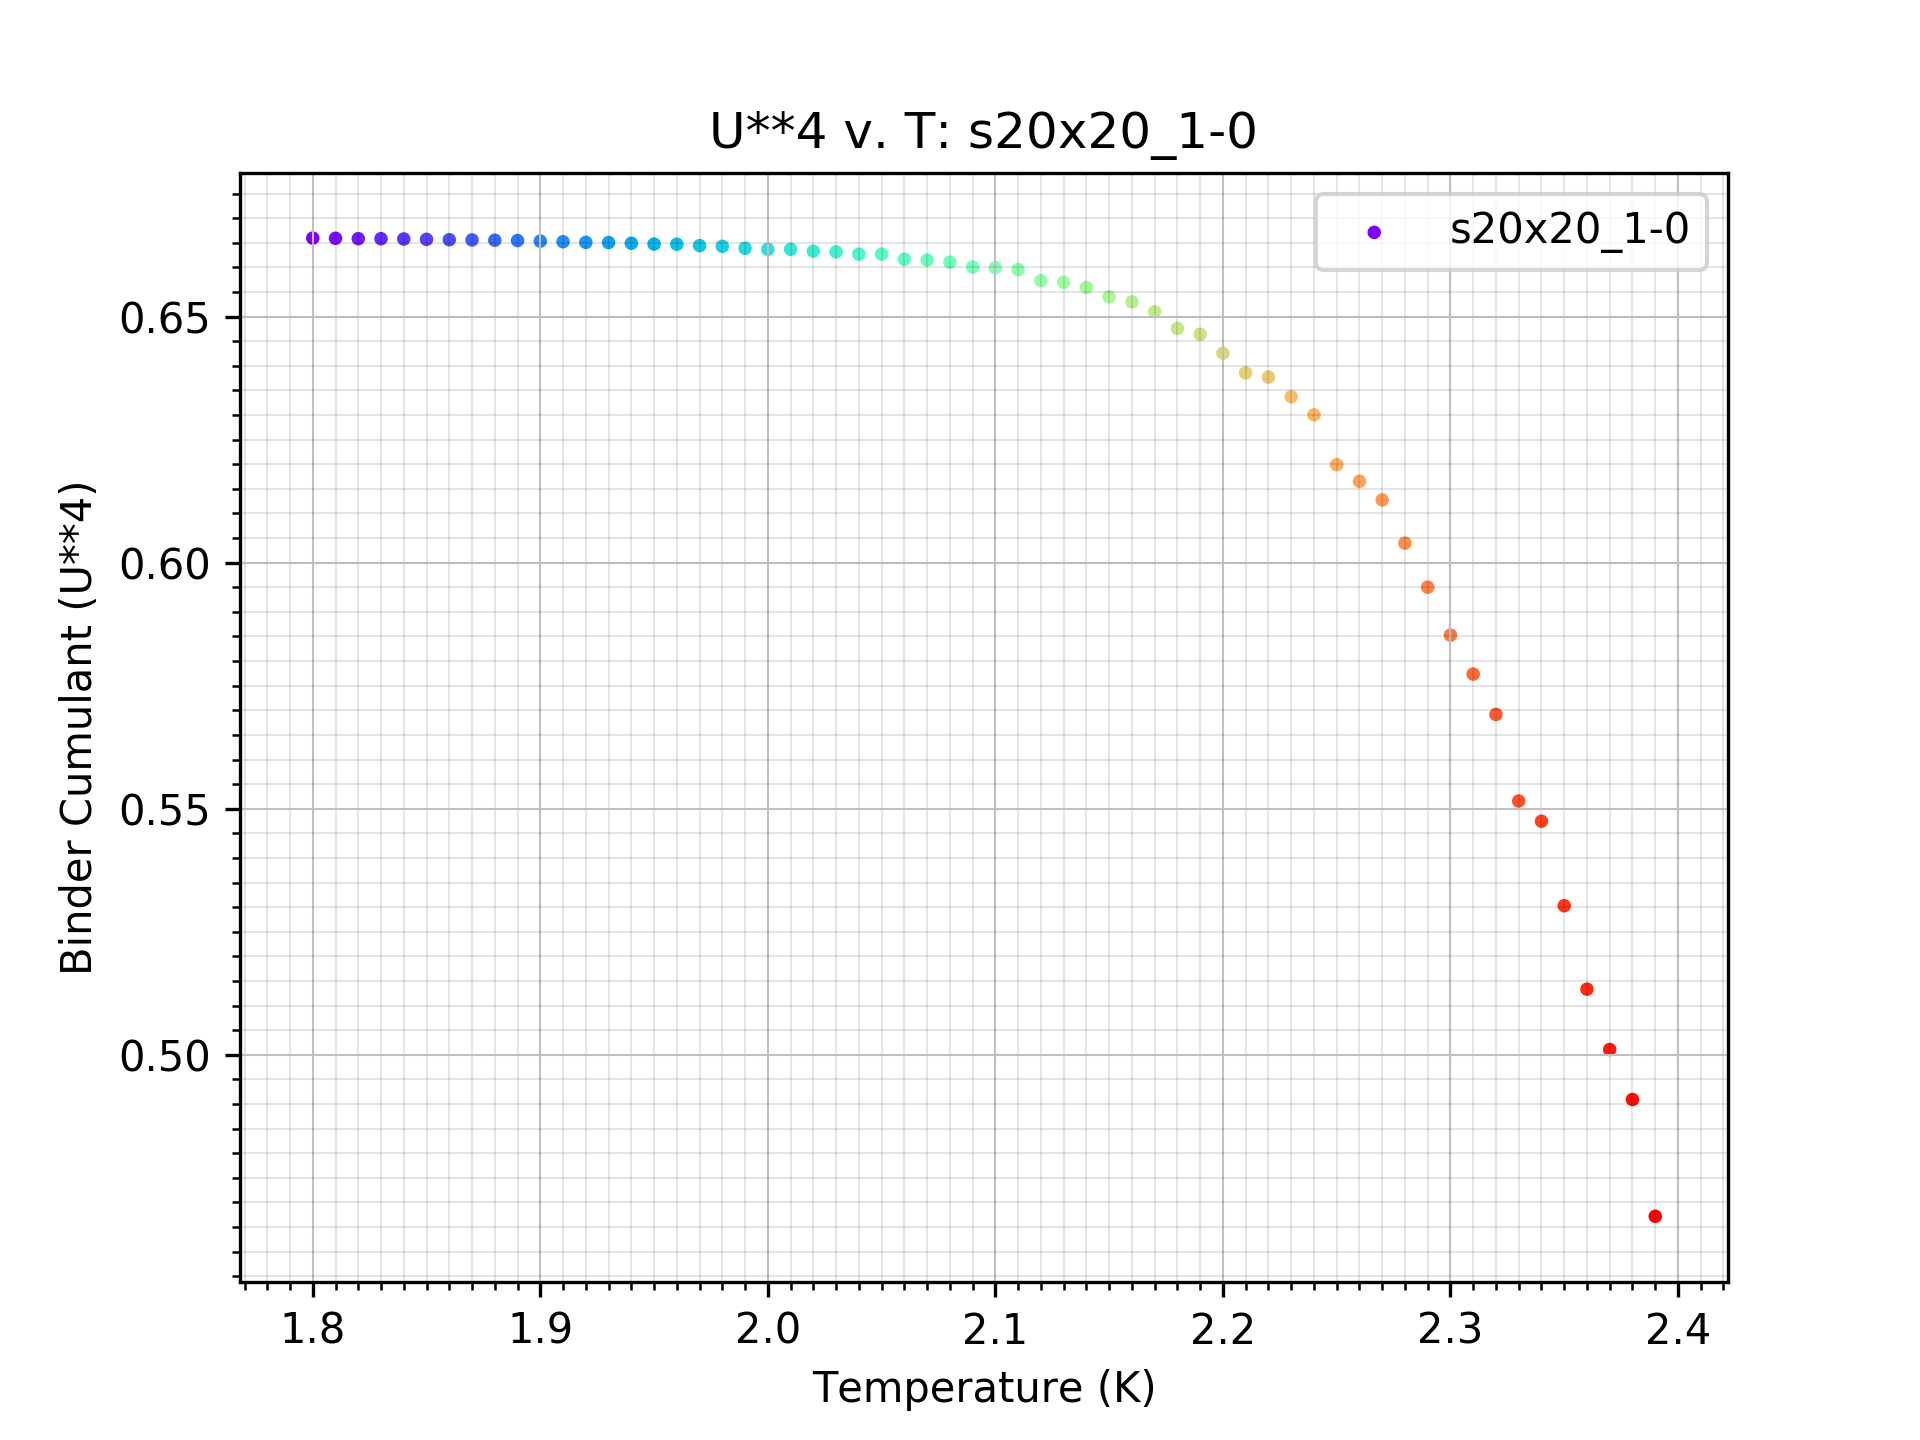 U**4 v. T: s20x20_1-0
s20x20_1-0
Binder Cumulant (U**4)
0.65
0.60
0.55
0.50
1.8 1.9 2.0 2.1 2.2 2.3 2.4
Temperature (K)